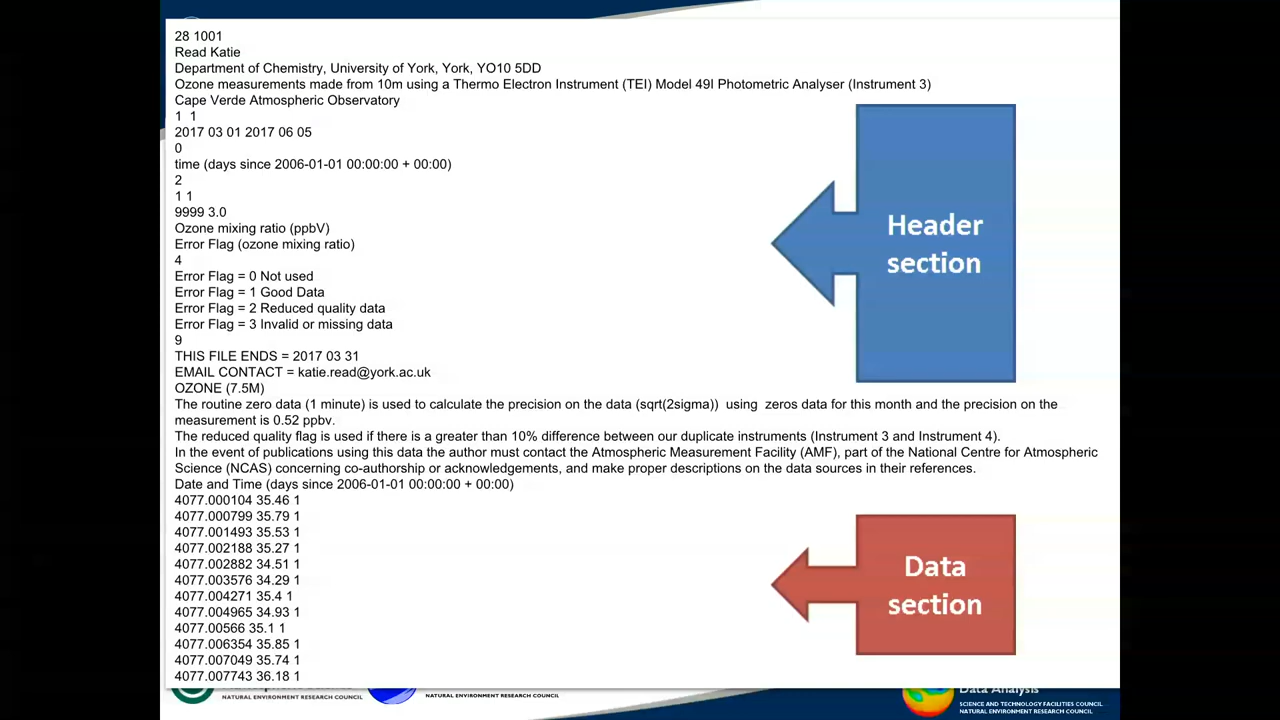 28 1001
Read Katie
Department of Chemistry, University of York, York, YO10 5DD
Ozone measurements made from 10m using a Thermo Electron Instrument (TEI) Model 49I Photometric Analyser (Instrument 3)
Cape Verde Atmospheric Observatory
1  1
2017 03 01 2017 06 05
0
time (days since 2006-01-01 00:00:00 + 00:00)
2
1 1
9999 3.0
Ozone mixing ratio (ppbV)
Error Flag (ozone mixing ratio)
4
Error Flag = 0 Not used
Error Flag = 1 Good Data
Error Flag = 2 Reduced quality data
Error Flag = 3 Invalid or missing data
9
THIS FILE ENDS = 2017 03 31
EMAIL CONTACT = katie.read@york.ac.uk
OZONE (7.5M)
The routine zero data (1 minute) is used to calculate the precision on the data (sqrt(2sigma))  using  zeros data for this month and the precision on the
measurement is 0.52 ppbv.
The reduced quality flag is used if there is a greater than 10% difference between our duplicate instruments (Instrument 3 and Instrument 4).
In the event of publications using this data the author must contact the Atmospheric Measurement Facility (AMF), part of the National Centre for Atmospheric
Science (NCAS) concerning co-authorship or acknowledgements, and make proper descriptions on the data sources in their references.
Date and Time (days since 2006-01-01 00:00:00 + 00:00)
4077.000104 35.46 1
4077.000799 35.79 1
4077.001493 35.53 1
4077.002188 35.27 1
4077.002882 34.51 1
4077.003576 34.29 1
4077.004271 35.4 1
4077.004965 34.93 1
4077.00566 35.1 1
4077.006354 35.85 1
4077.007049 35.74 1
4077.007743 36.18 1
Header
section
Data
section
NATURAL ENVIRONMENT RESEARCH COUNCIL
NATURAL ENVIRONMENT RESEARCH COUNCIL
Data Analysis
SCIENCE AND TECHNOLOGY FACILITIES COUNCIL
NATURAL ENVIRONMENT RESEARCH COUNCIL